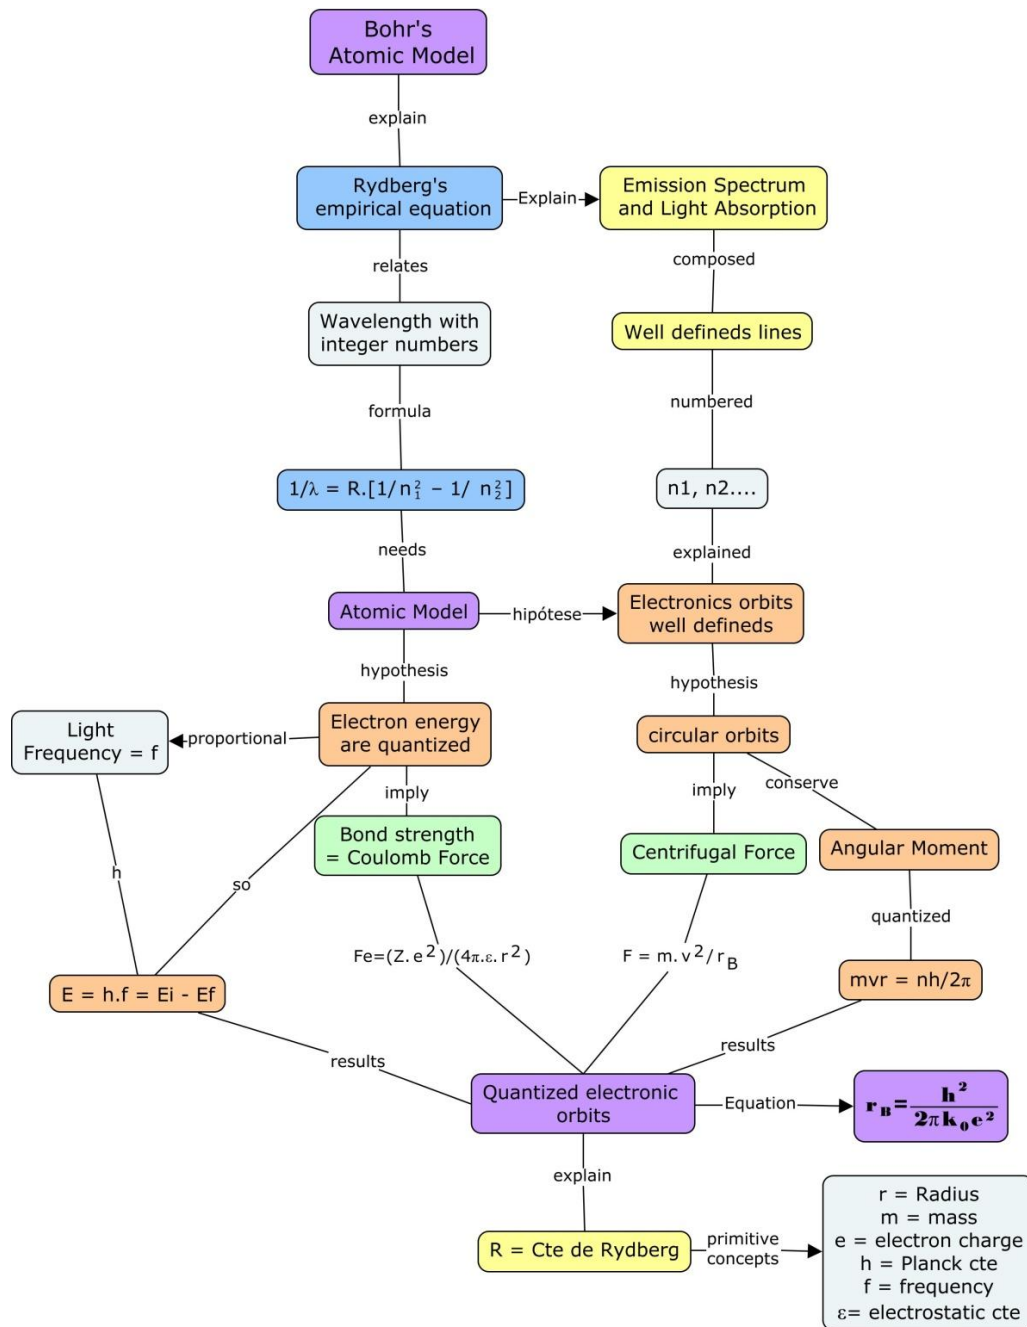 Bohr's
Atomic Model
explain
Rydberg's
empirical equation
Explain
Emission Spectrum
and Light Absorption
relates
composed
Wavelength with
integer numbers
Well defineds lines
formula
numbered
1/λ = R.[1/n₁² – 1/ n₂²]
n1, n2....
needs
explained
Atomic Model
hipótese
Electronics orbits
well defineds
hypothesis
hypothesis
Light
Frequency = f
proportional
Electron energy
are quantized
circular orbits
imply
imply
conserve
Bond strength
= Coulomb Force
Centrifugal Force
Angular Moment
h
so
quantized
Fe=(Z.e²)/(4π.ε.r²)
F = m.v²/r_B
E = h.f = Ei - Ef
mvr = nh/2π
results
results
Quantized electronic
orbits
Equation
r_B = h²/2πk₀e²
explain
R = Cte de Rydberg
primitive
concepts
r = Radius
m = mass
e = electron charge
h = Planck cte
f = frequency
ε= electrostatic cte